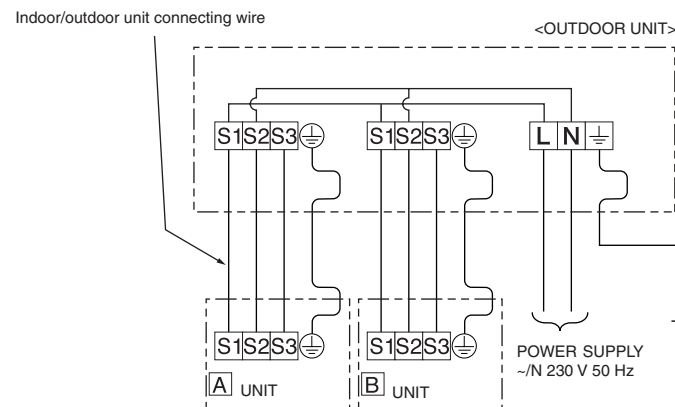 Indoor/outdoor unit connecting wire
<OUTDOOR UNIT>
S1 S2 S3 S1 S2 S3 L N
S1 S2 S3 S1 S2 S3
POWER SUPPLY
~/N 230 V 50 Hz
A UNIT
B UNIT